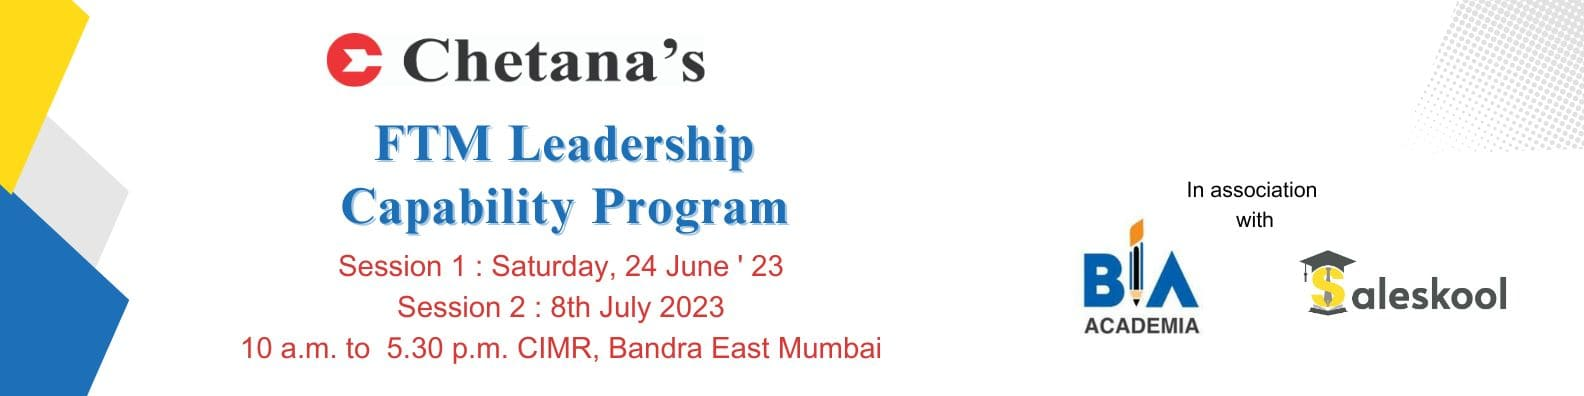 Chetana's
FTM Leadership
Capability Program
Session 1 : Saturday, 24 June ' 23
Session 2 : 8th July 2023
10 a.m. to 5.30 p.m. CIMR, Bandra East Mumbai
In association
with
BIA
ACADEMIA
Saleskool